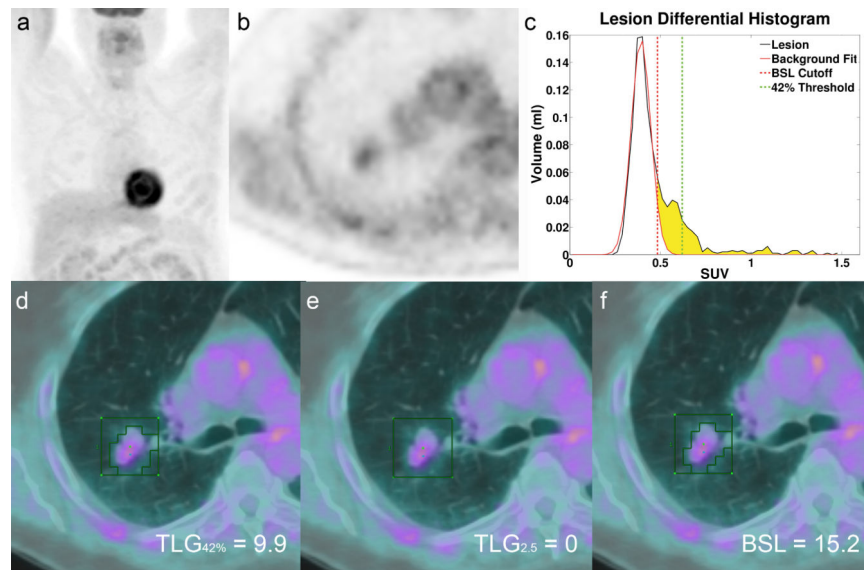 a
b
c
Lesion Differential Histogram
Lesion
Background Fit
BSL Cutoff
42% Threshold
Volume (ml)
0.16
0.14
0.12
0.1
0.08
0.06
0.04
0.02
0
0 0.5 1 1.5
SUV
d
e
f
TLG42% = 9.9
TLG2.5 = 0
BSL = 15.2